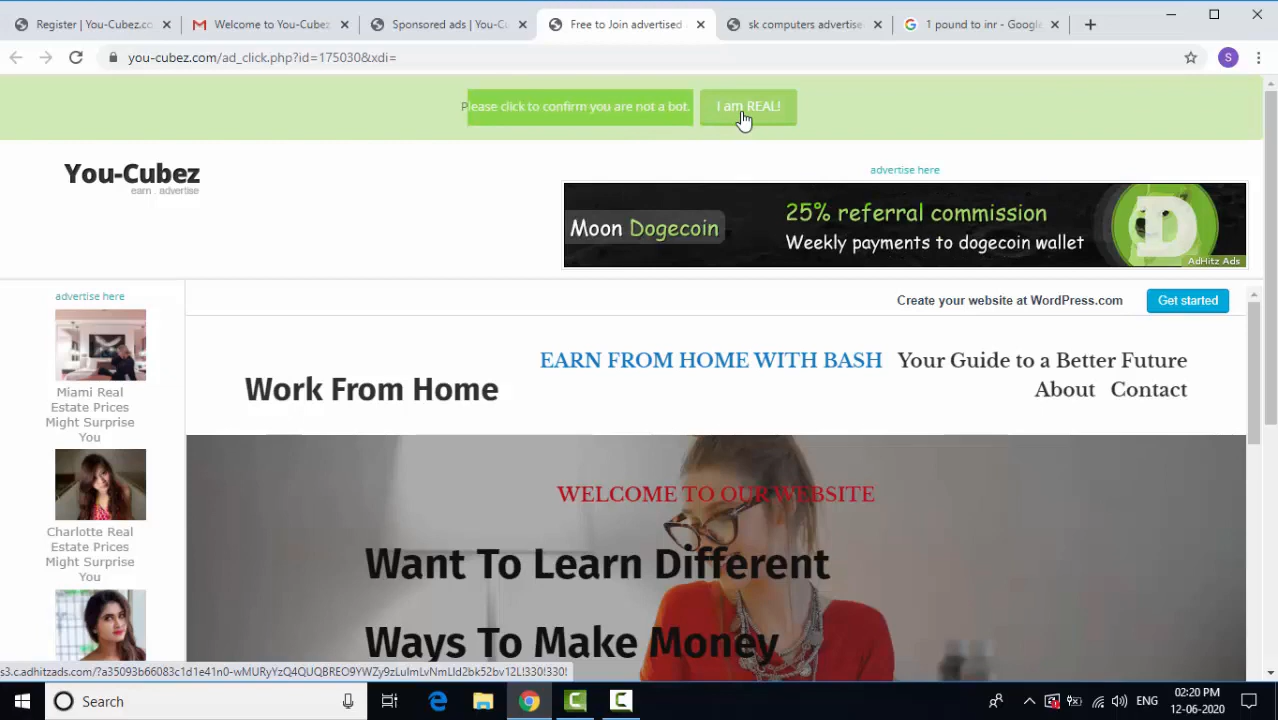 Register | You-Cubez.co
Welcome to You-Cubez
Sponsored ads | You-C
Free to Join advertised
sk computers advertise
1 pound to inr - Google
S
you-cubez.com/ad_click.php?id=175030&xdi=
Please click to confirm you are not a bot.
I am REAL!
You-Cubez
earn . advertise
advertise here
Moon Dogecoin
25% referral commission
Weekly payments to dogecoin wallet
D
AdHitz Ads
advertise here
Create your website at WordPress.com
Get started
Miami Real
Estate Prices
Might Surprise
You
Charlotte Real
Estate Prices
Might Surprise
You
Work From Home
EARN FROM HOME WITH BASH Your Guide to a Better Future
About Contact
WELCOME TO OUR WEBSITE
Want To Learn Different
Ways To Make Money
Search
ENG
02:20 PM
12-06-2020